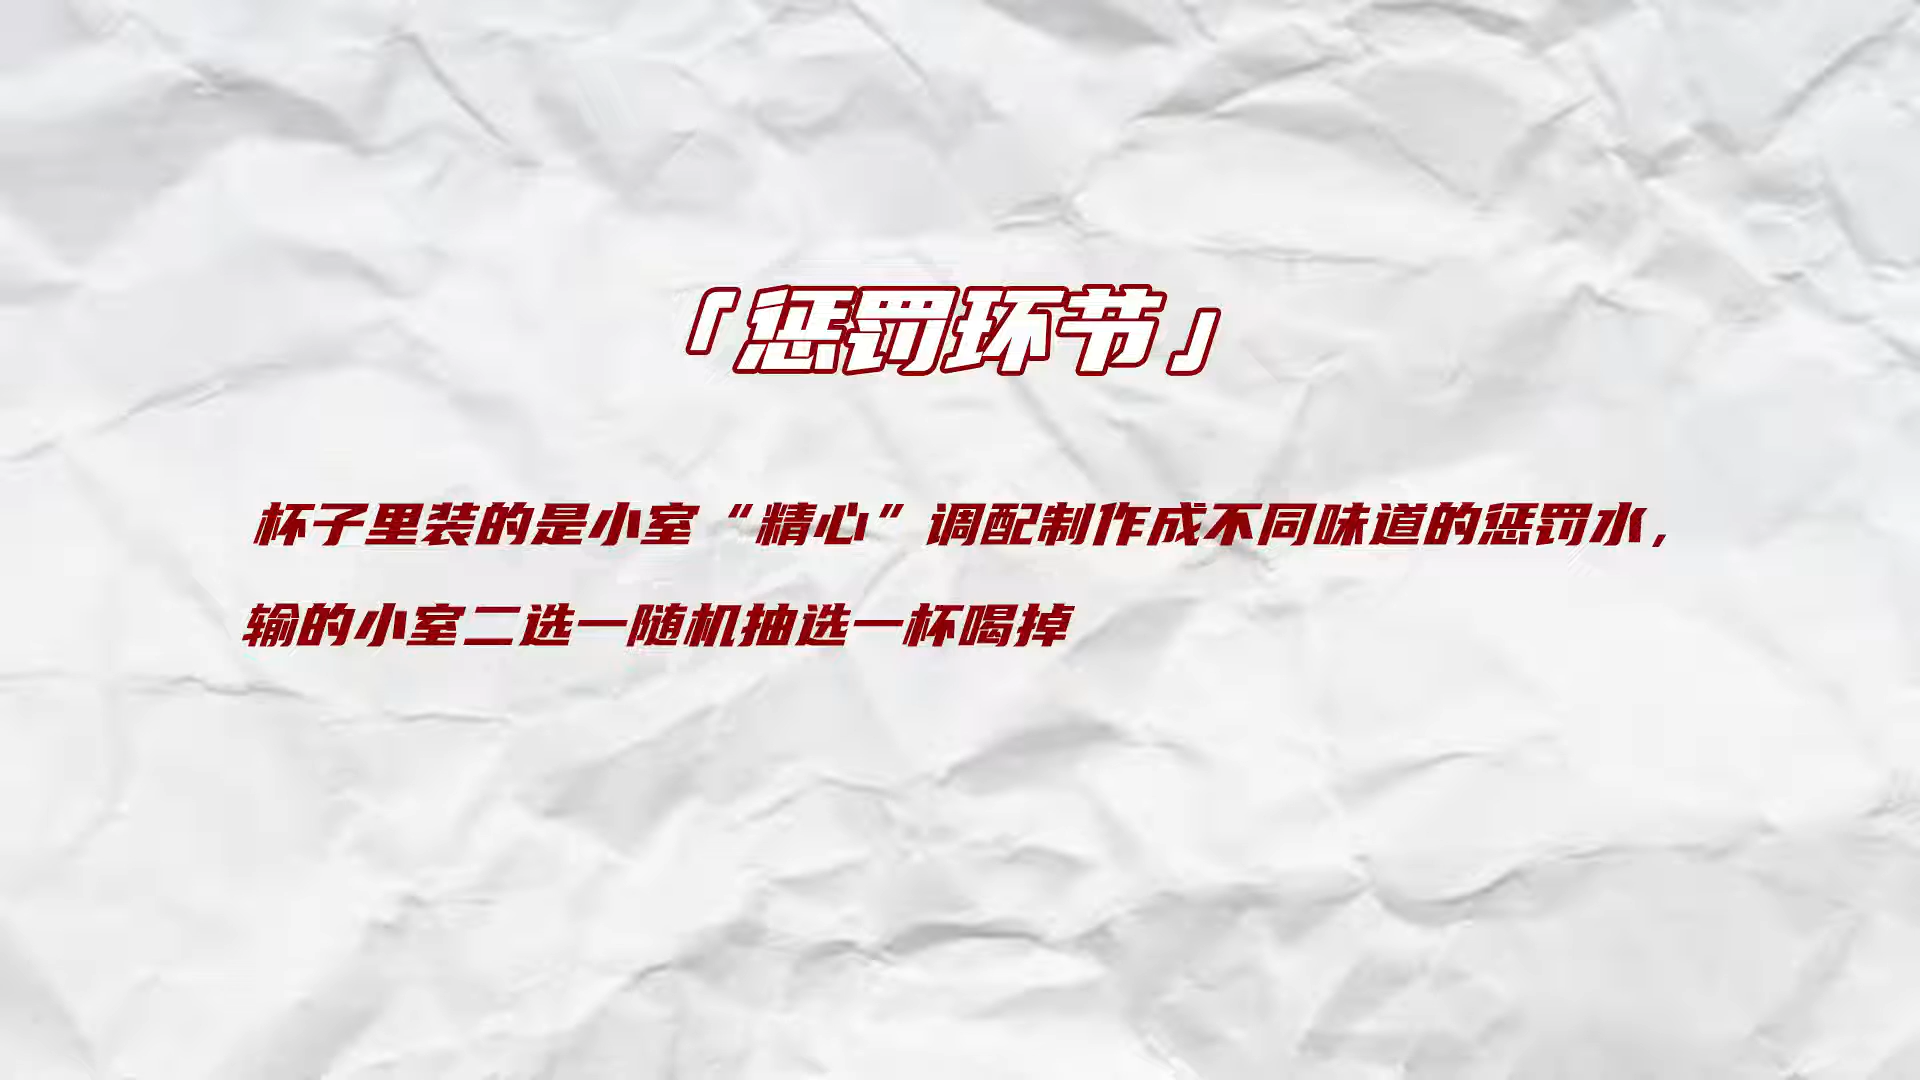 「惩罚环节」
杯子里装的是小室“精心”调配制作成不同味道的惩罚水，
输的小室二选一随机抽选一杯喝掉